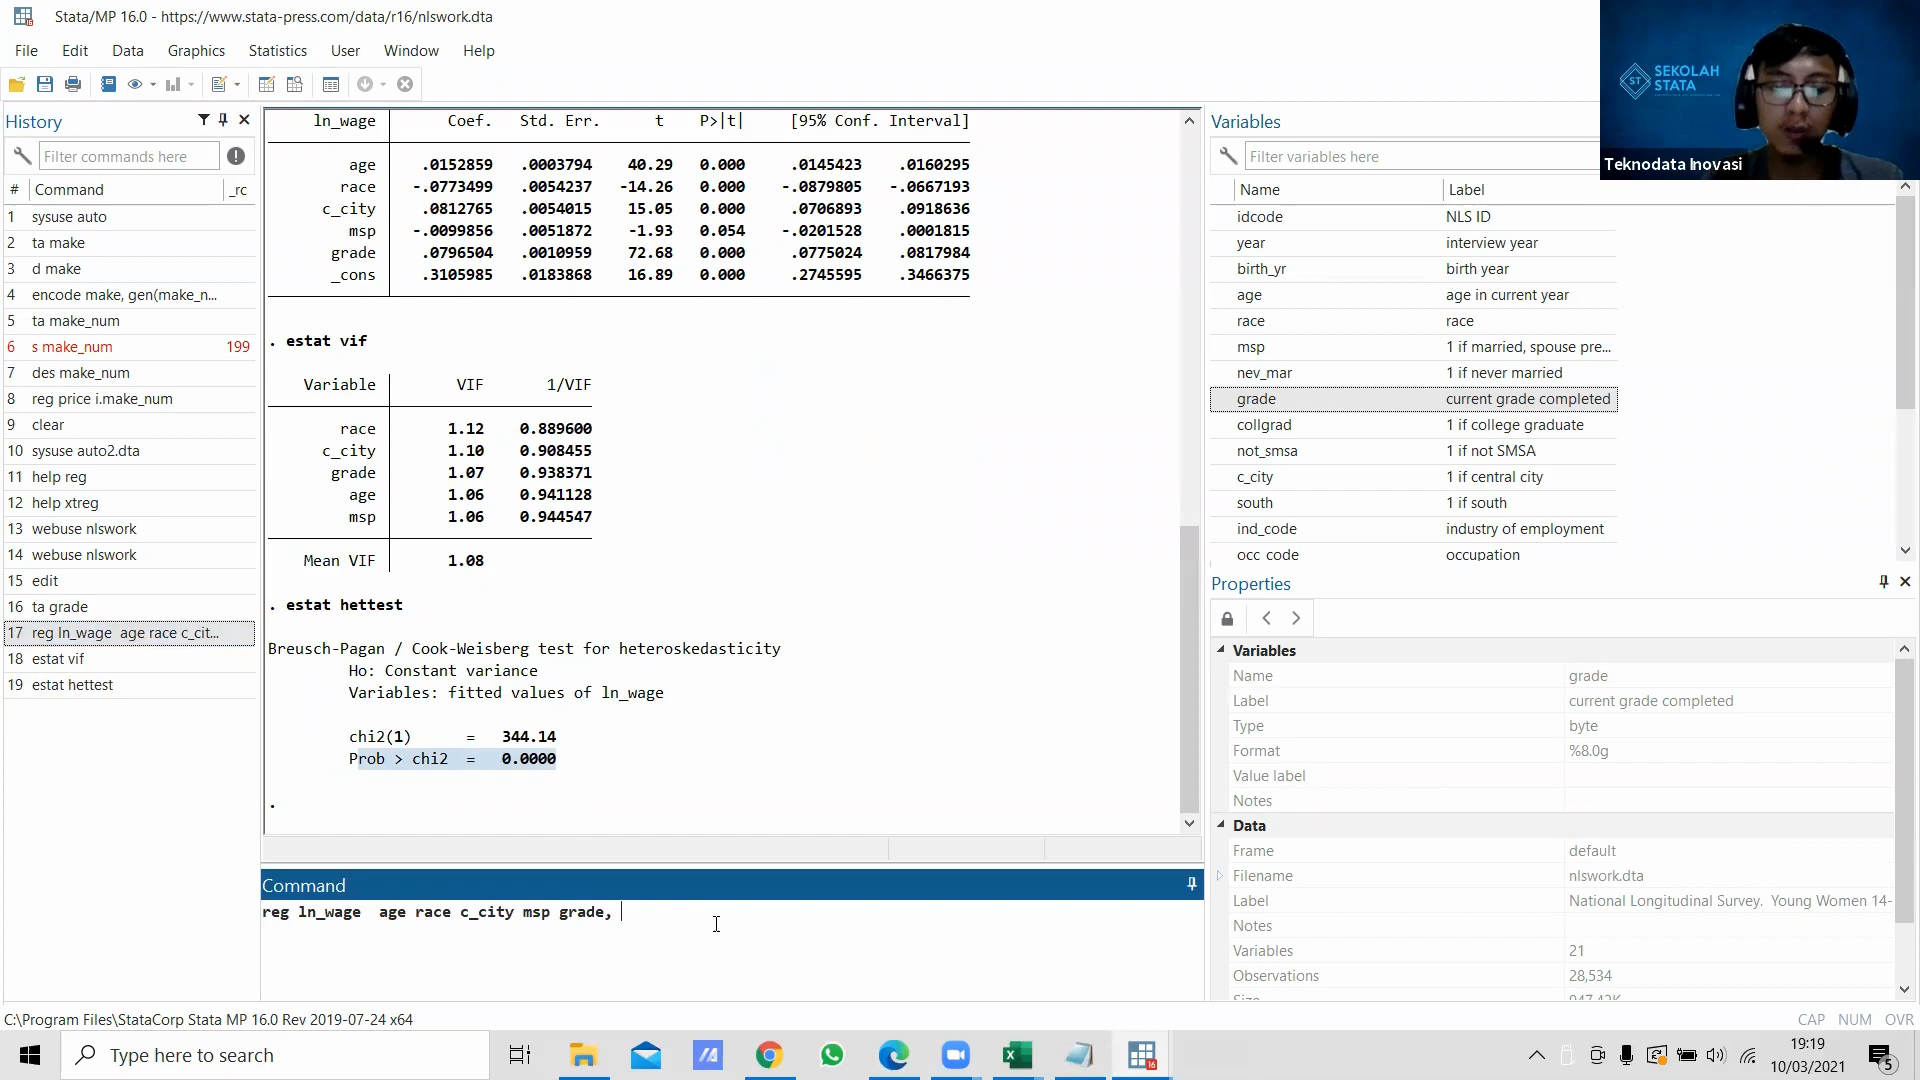 Stata/MP 16.0 - https://www.stata-press.com/data/r16/nlswork.dta
File Edit Data Graphics Statistics User Window Help
History
Filter commands here
# Command _rc
1 sysuse auto
2 ta make
3 d make
4 encode make, gen(make_n...
5 ta make_num
6 s make_num 199
7 des make_num
8 reg price i.make_num
9 clear
10 sysuse auto2.dta
11 help reg
12 help xtreg
13 webuse nlswork
14 webuse nlswork
15 edit
16 ta grade
17 reg ln_wage  age race c_cit...
18 estat vif
19 estat hettest
ln_wage Coef. Std. Err. t P>|t| [95% Conf. Interval]
age .0152859 .0003794 40.29 0.000 .0145423 .0160295
race -.0773499 .0054237 -14.26 0.000 -.0879805 -.0667193
c_city .0812765 .0054015 15.05 0.000 .0706893 .0918636
msp -.0099856 .0051872 -1.93 0.054 -.0201528 .0001815
grade .0796504 .0010959 72.68 0.000 .0775024 .0817984
_cons .3105985 .0183868 16.89 0.000 .2745595 .3466375
. estat vif
Variable VIF 1/VIF
race 1.12 0.889600
c_city 1.10 0.908455
grade 1.07 0.938371
age 1.06 0.941128
msp 1.06 0.944547
Mean VIF 1.08
. estat hettest
Breusch-Pagan / Cook-Weisberg test for heteroskedasticity
Ho: Constant variance
Variables: fitted values of ln_wage
chi2(1) = 344.14
Prob > chi2 = 0.0000
.
Command
reg ln_wage  age race c_city msp grade,
Variables
Filter variables here
Name Label
idcode NLS ID
year interview year
birth_yr birth year
age age in current year
race race
msp 1 if married, spouse pre...
nev_mar 1 if never married
grade current grade completed
collgrad 1 if college graduate
not_smsa 1 if not SMSA
c_city 1 if central city
south 1 if south
ind_code industry of employment
occ_code occupation
Properties
Variables
Name grade
Label current grade completed
Type byte
Format %8.0g
Value label
Notes
Data
Frame default
Filename nlswork.dta
Label National Longitudinal Survey.  Young Women 14-
Notes
Variables 21
Observations 28,534
Size 947.42K
ST SEKOLAH
STATA
Teknodata Inovasi
C:\Program Files\StataCorp Stata MP 16.0 Rev 2019-07-24 x64
CAP NUM OVR
Type here to search
16
19:19
10/03/2021
5